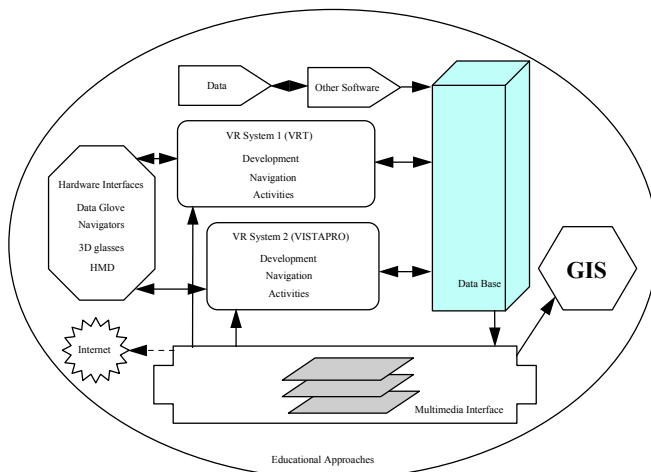 Data
Other Software
VR System 1 (VRT)
Development
Navigation
Activities
Hardware Interfaces
Data Glove
Navigators
3D glasses
HMD
VR System 2 (VISTAPRO)
Development
Navigation
Activities
Data Base
GIS
Internet
Multimedia Interface
Educational Approaches